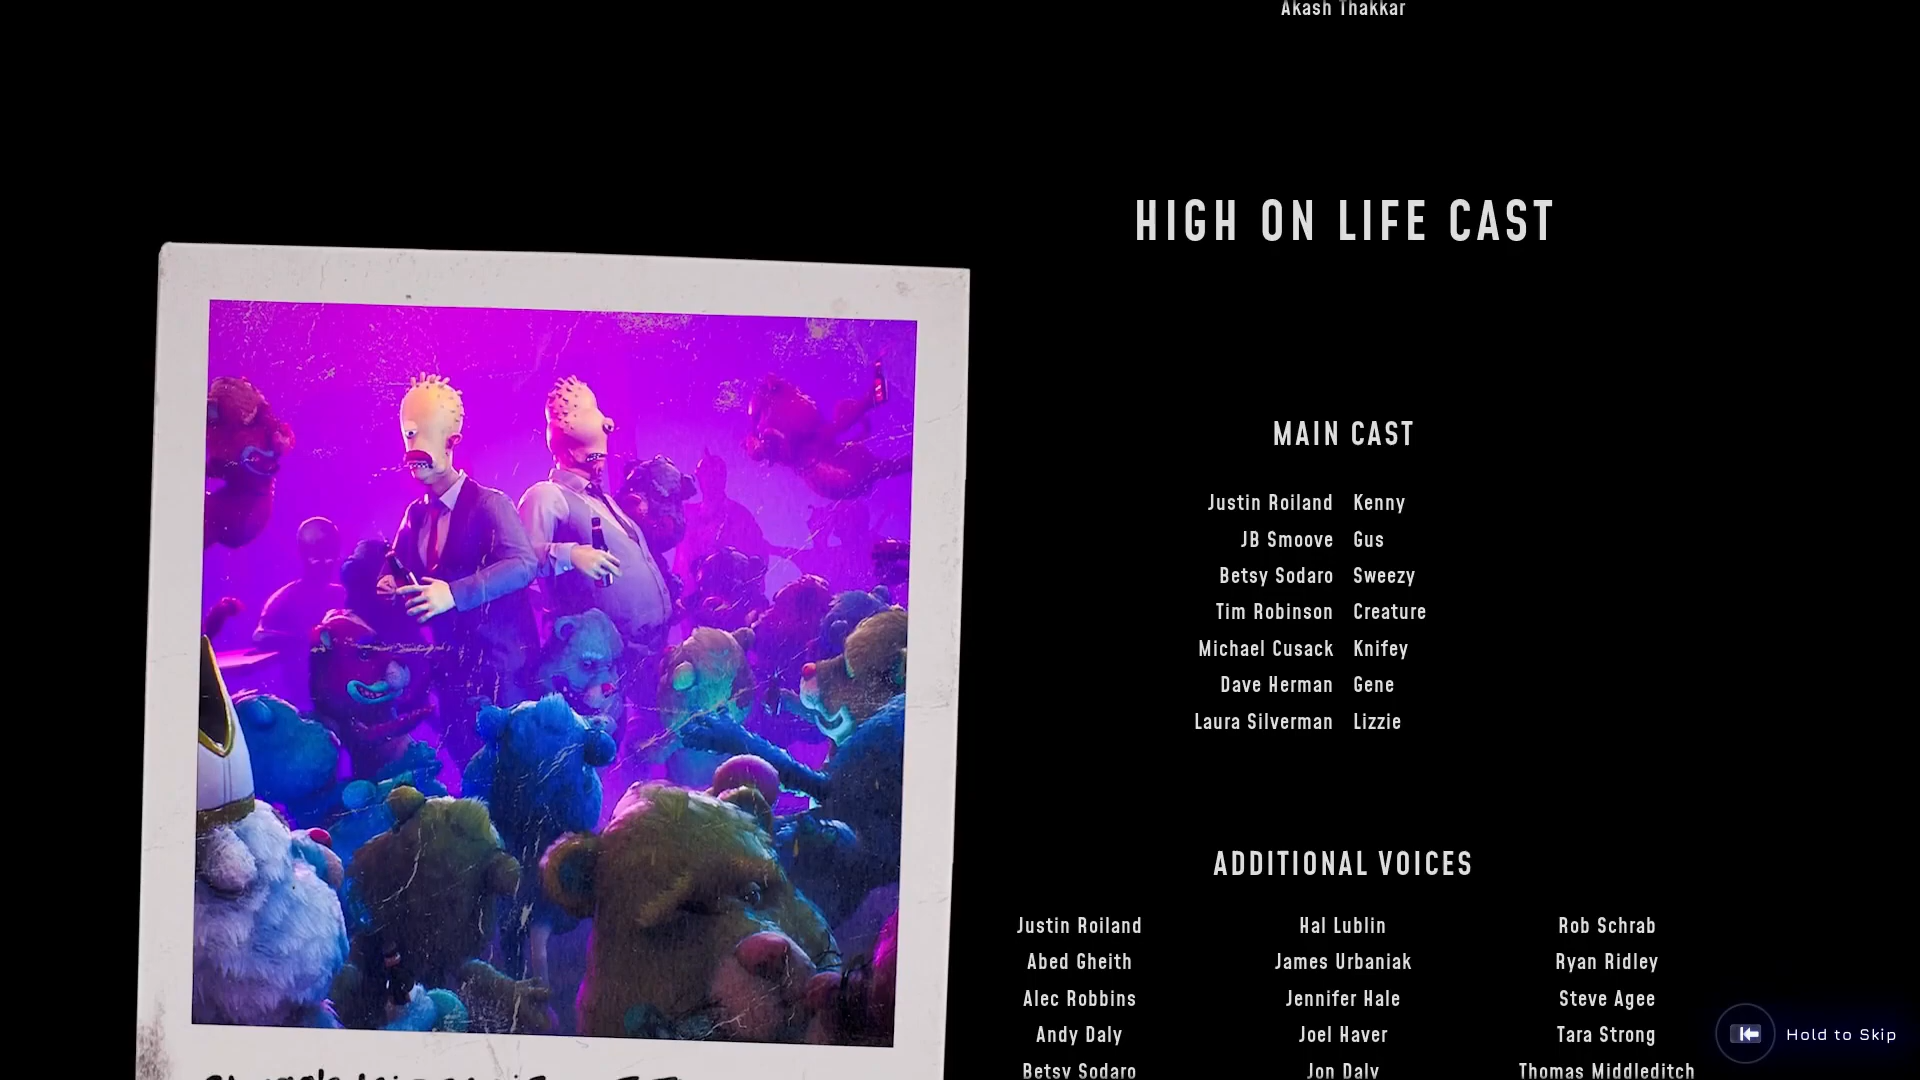 Akash Thakkar
HIGH ON LIFE CAST
MAIN CAST
Justin Roiland Kenny
JB Smoove Gus
Betsy Sodaro Sweezy
Tim Robinson Creature
Michael Cusack Knifey
Dave Herman Gene
Laura Silverman Lizzie
ADDITIONAL VOICES
Justin Roiland Hal Lublin Rob Schrab
Abed Gheith James Urbaniak Ryan Ridley
Alec Robbins Jennifer Hale Steve Agee
Andy Daly Joel Haver Tara Strong
Betsy Sodaro Jon Daly Thomas Middleditch
Hold to Skip